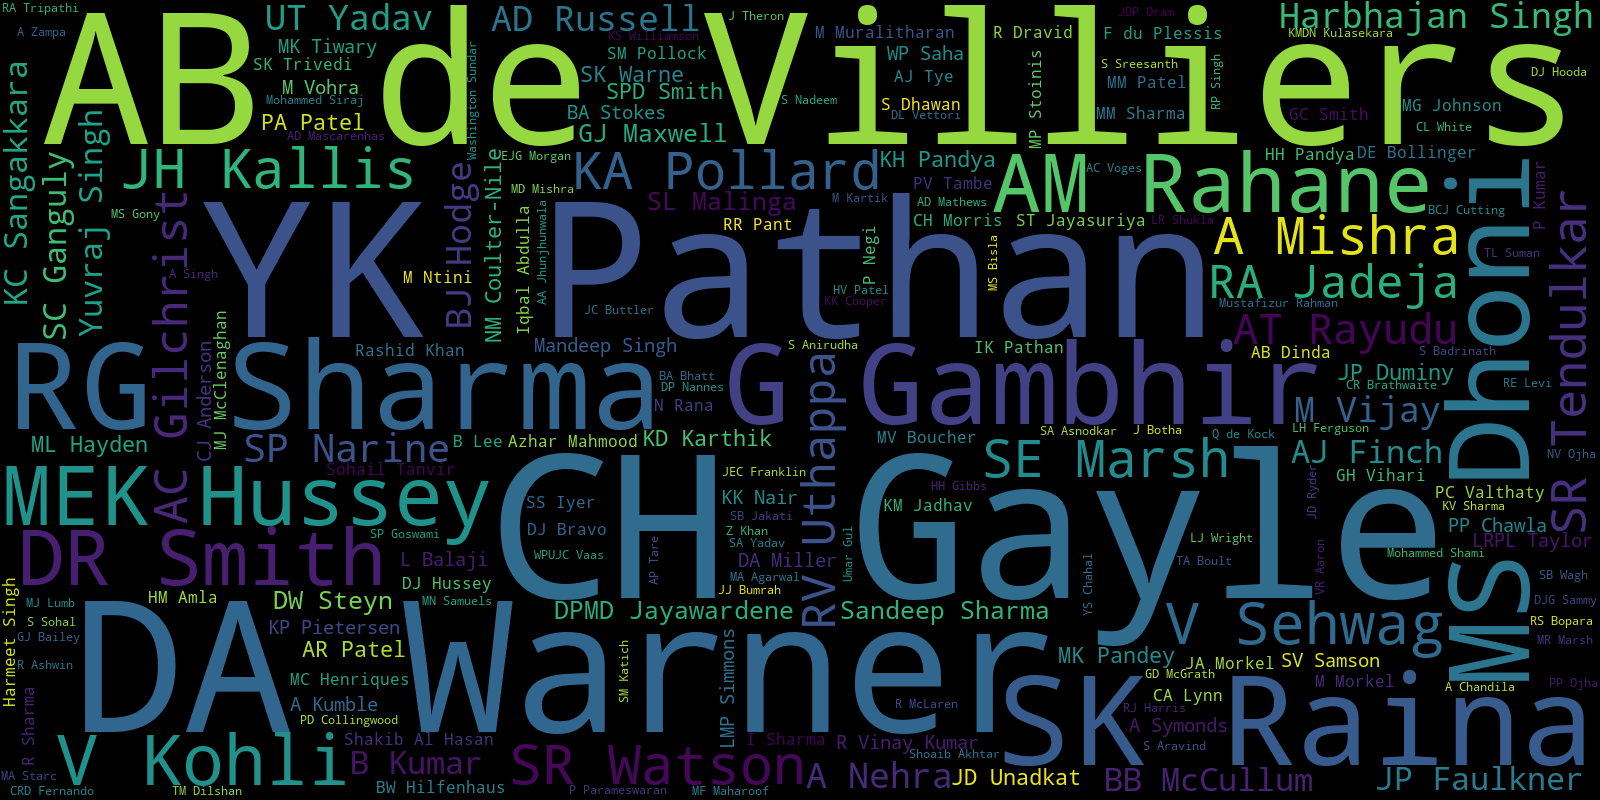 RA Tripathi
A Zampa
UT Yadav
AD Russell
J Theron
JDP Oram
Harbhajan Singh
KS Williamson
M Muralitharan
R Dravid
F du Plessis
KMDN Kulasekara
MK Tiwary
SK Trivedi
SM Pollock
WP Saha
S Sreesanth
DJ Hooda
AB de Villiers
M Vohra
SK Warne
AJ Tye
MM Patel
RP Singh
Mohammed Siraj
SPD Smith
S Nadeem
S Dhawan
MP Stoinis
MG Johnson
PA Patel
BA Stokes
DL Vettori
MM Sharma
GC Smith
CL White
AD Mascarenhas
Washington Sundar
GJ Maxwell
KC Sangakkara
SC Ganguly
Yuvraj Singh
JH Kallis
EJG Morgan
KA Pollard
KH Pandya
AM Rahane
AC Voges
HH Pandya
DE Bollinger
BJ Hodge
NM Coulter-Nile
MD Mishra
SL Malinga
M Kartik
PV Tambe
AD Mathews
CH Morris
ST Jayasuriya
LR Shukla
BCJ Cutting
P Kumar
MS Gony
AC Gilchrist
YK Pathan
RR Pant
A Mishra
A Singh
M Ntini
Iqbal Abdulla
AA Jhunjhunwala
P Negi
MS Bisla
TL Suman
RA Jadeja
MS Dhoni
SR Tendulkar
JC Buttler
HV Patel
KK Cooper
Mustafizur Rahman
MJ McClenaghan
CJ Anderson
AT Rayudu
RG Sharma
Rashid Khan
Mandeep Singh
S Anirudha
IK Pathan
AB Dinda
S Badrinath
G Gambhir
BA Bhatt
DP Nannes
RV Uthappa
JP Duminy
CR Brathwaite
RE Levi
N Rana
M Vijay
ML Hayden
SP Narine
B Lee
Azhar Mahmood
KD Karthik
MV Boucher
SA Asnodkar
J Botha
Q de Kock
LH Ferguson
SE Marsh
AJ Finch
NV Ojha
MEK Hussey
Sohail Tanvir
CH Gayle
JEC Franklin
HH Gibbs
GH Vihari
SS Iyer
KK Nair
KM Jadhav
JD Ryder
PC Valthaty
KV Sharma
SB Jakati
DJ Bravo
PP Chawla
DR Smith
SP Goswami
Z Khan
SA Yadav
Umar Gul
LJ Wright
LRPL Taylor
L Balaji
WPUJC Vaas
AP Tare
DA Miller
TA Boult
VR Aaron
Mohammed Shami
MA Agarwal
YS Chahal
SB Wagh
DJ Hussey
JJ Bumrah
Harmeet Singh
MJ Lumb
HM Amla
DW Steyn
MN Samuels
DPMD Jayawardene
Sandeep Sharma
DJG Sammy
S Sohal
RS Bopara
GJ Bailey
DA Warner
KP Pietersen
V Sehwag
MR Marsh
AR Patel
SM Katich
LMP Simmons
MK Pandey
JA Morkel
SV Samson
R Ashwin
GD McGrath
MC Henriques
M Morkel
A Chandila
PP Ojha
R Sharma
A Kumble
R McLaren
SK Raina
CA Lynn
RJ Harris
PD Collingwood
A Symonds
V Kohli
Shakib Al Hasan
I Sharma
R Vinay Kumar
S Aravind
B Kumar
SR Watson
Shoaib Akhtar
MA Starc
A Nehra
JD Unadkat
BB McCullum
JP Faulkner
CRD Fernando
TM Dilshan
BW Hilfenhaus
P Parameswaran
MF Maharoof